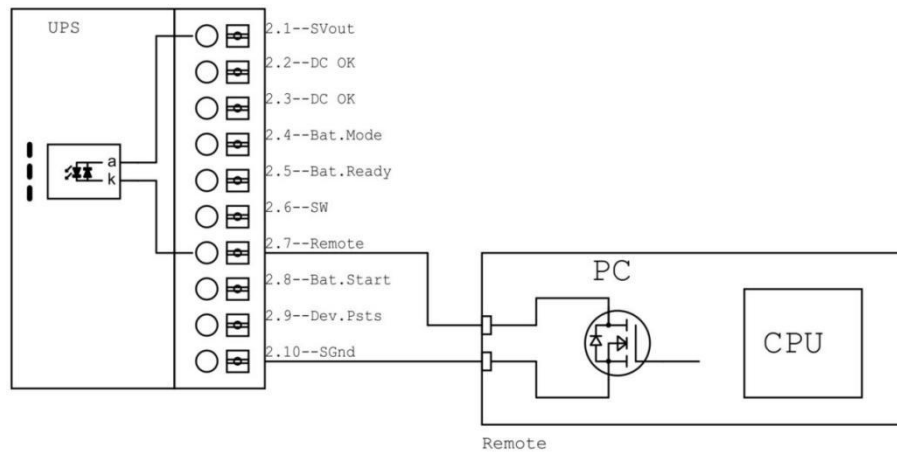 UPS
2.1--SVout
2.2--DC OK
2.3--DC OK
2.4--Bat.Mode
a
2.5--Bat.Ready
k
2.6--SW
2.7--Remote
PC
2.8--Bat.Start
2.9--Dev.Psts
CPU
2.10--SGnd
Remote